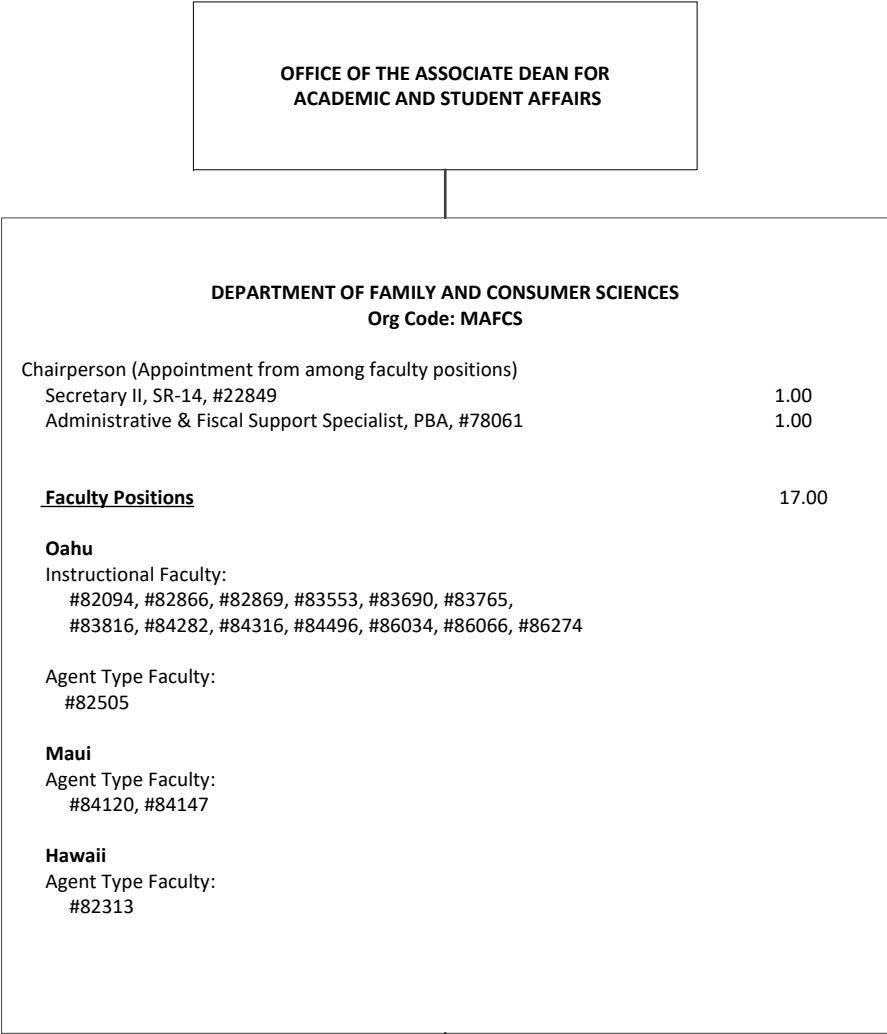 OFFICE OF THE ASSOCIATE DEAN FOR
ACADEMIC AND STUDENT AFFAIRS
DEPARTMENT OF FAMILY AND CONSUMER SCIENCES
Org Code: MAFCS
Chairperson (Appointment from among faculty positions)
Secretary II, SR-14, #22849 1.00
Administrative & Fiscal Support Specialist, PBA, #78061 1.00
Faculty Positions 17.00
Oahu
Instructional Faculty:
#82094, #82866, #82869, #83553, #83690, #83765,
#83816, #84282, #84316, #84496, #86034, #86066, #86274
Agent Type Faculty:
#82505
Maui
Agent Type Faculty:
#84120, #84147
Hawaii
Agent Type Faculty:
#82313